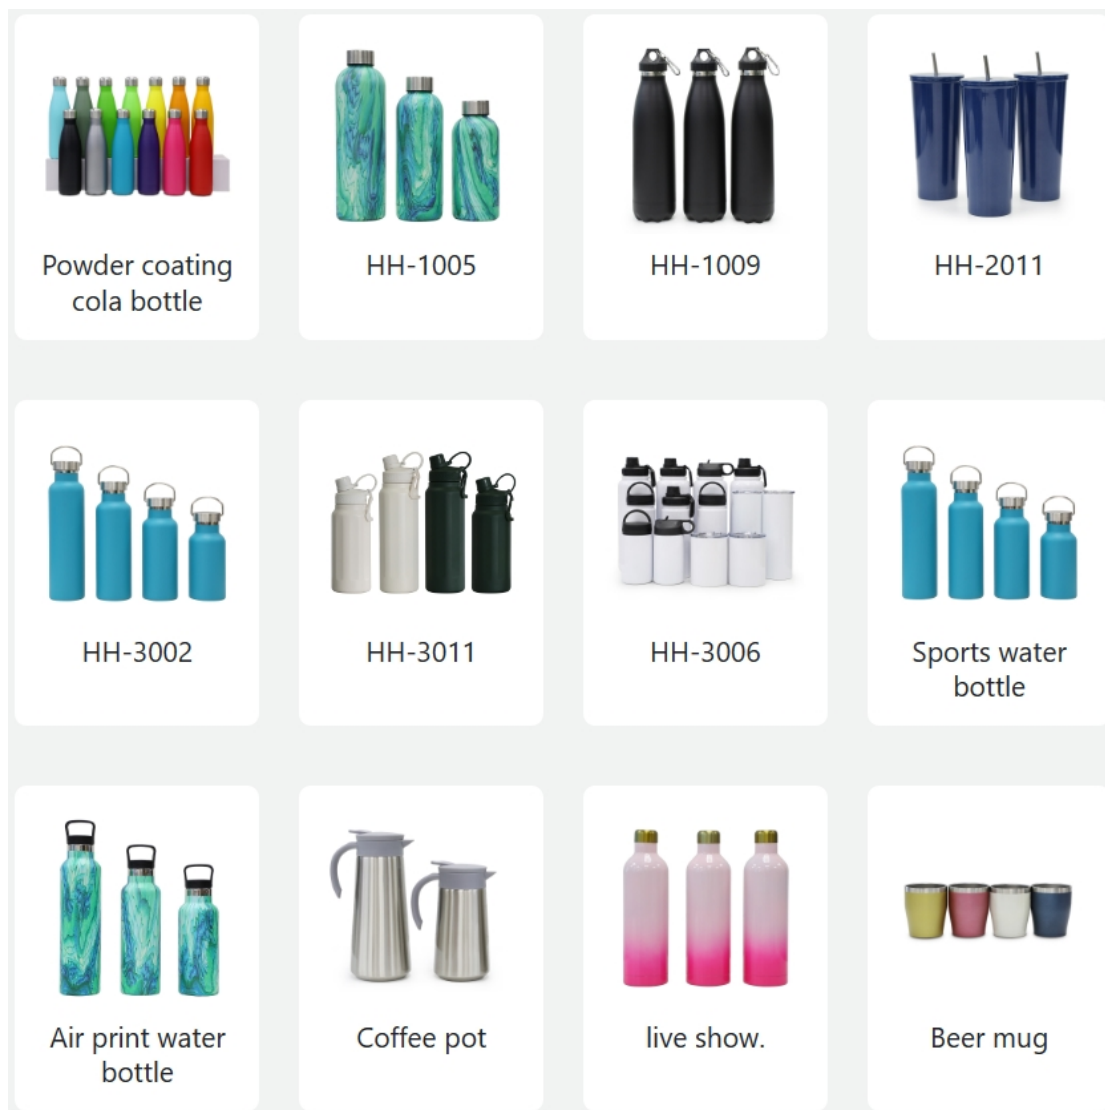 Powder coating
cola bottle
HH-1005
HH-1009
HH-2011
HH-3002
HH-3011
HH-3006
Sports water
bottle
Air print water
bottle
Coffee pot
live show.
Beer mug